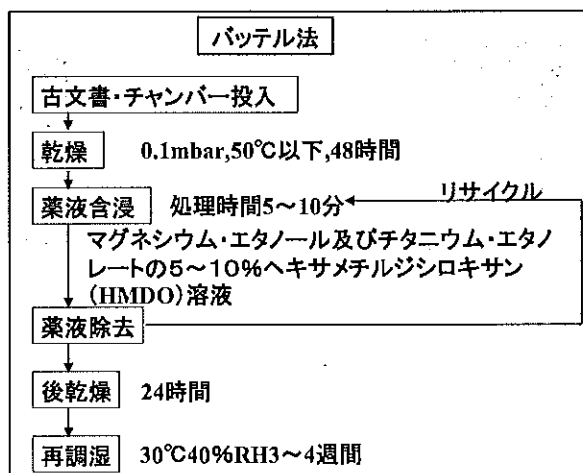 バッテル法
古文書・チャンバー投入
乾燥 0.1mbar,50℃以下,48時間
リサイクル
薬液含浸 処理時間5〜10分
マグネシウム・エタノール及びチタニウム・エタノ
レートの5〜10%ヘキサメチルジシロキサン
(HMDO)溶液
薬液除去
後乾燥 24時間
再調湿 30℃40%RH3〜4週間